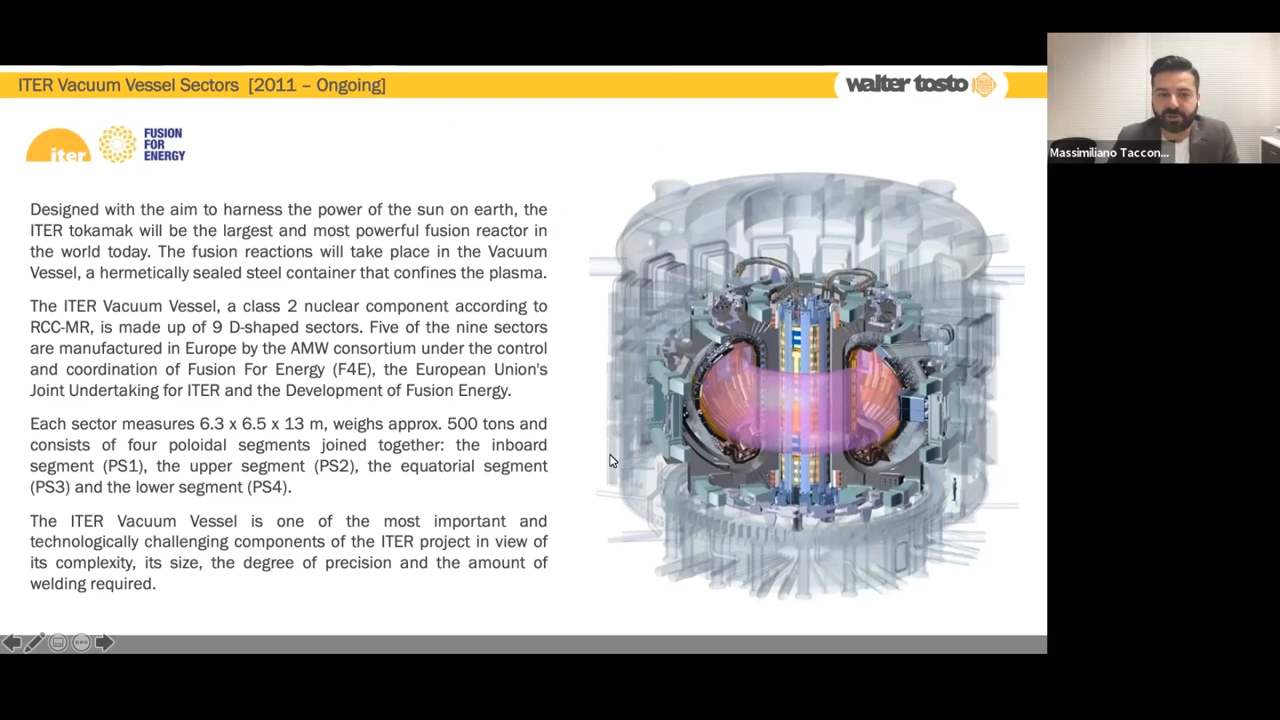 ITER Vacuum Vessel Sectors [2011 – Ongoing]
walter tosto
iter
FUSION
FOR
ENERGY
Designed with the aim to harness the power of the sun on earth, the
ITER tokamak will be the largest and most powerful fusion reactor in
the world today. The fusion reactions will take place in the Vacuum
Vessel, a hermetically sealed steel container that confines the plasma.
The ITER Vacuum Vessel, a class 2 nuclear component according to
RCC-MR, is made up of 9 D-shaped sectors. Five of the nine sectors
are manufactured in Europe by the AMW consortium under the control
and coordination of Fusion For Energy (F4E), the European Union's
Joint Undertaking for ITER and the Development of Fusion Energy.
Each sector measures 6.3 x 6.5 x 13 m, weighs approx. 500 tons and
consists of four poloidal segments joined together: the inboard
segment (PS1), the upper segment (PS2), the equatorial segment
(PS3) and the lower segment (PS4).
The ITER Vacuum Vessel is one of the most important and
technologically challenging components of the ITER project in view of
its complexity, its size, the degree of precision and the amount of
welding required.
Massimiliano Taccon...